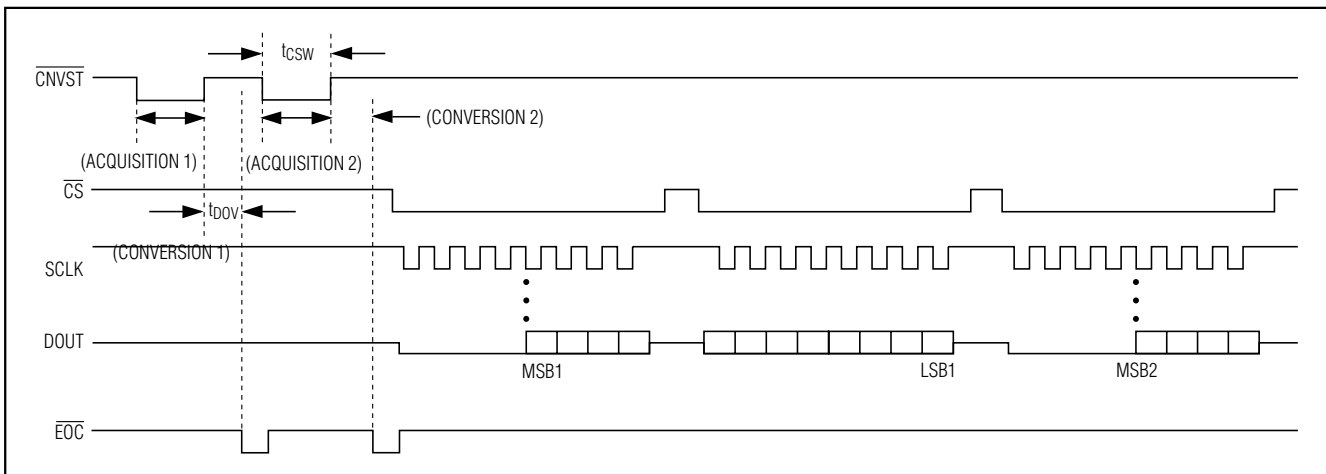 tCSW
CNVST
(CONVERSION 2)
(ACQUISITION 1)
(ACQUISITION 2)
CS
tDOV
(CONVERSION 1)
SCLK
DOUT
MSB1
LSB1
MSB2
EOC